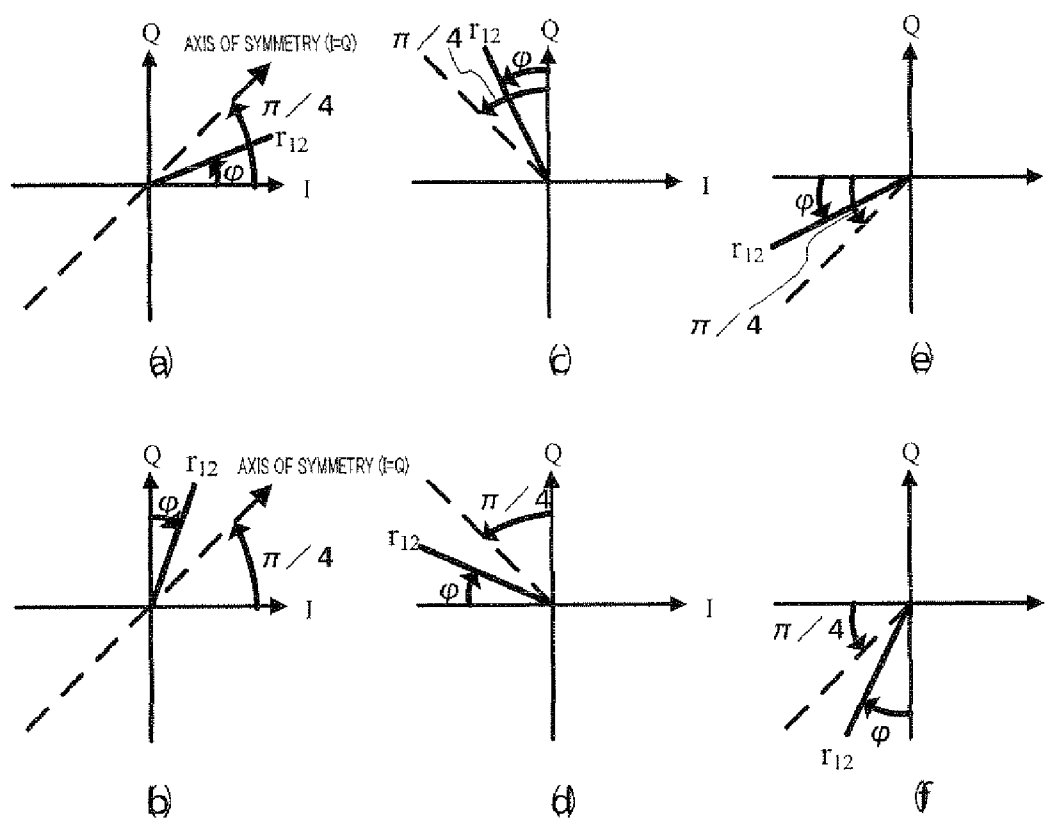 Q
AXIS OF SYMMETRY (I=Q)
π/4
r12
φ
I
(a)
Q
π/4
r12
φ
I
(c)
φ
r12
π/4
(e)
Q
r12
AXIS OF SYMMETRY (I=Q)
φ
π/4
I
(b)
Q
π/4
r12
φ
I
(d)
π/4
φ
r12
(f)